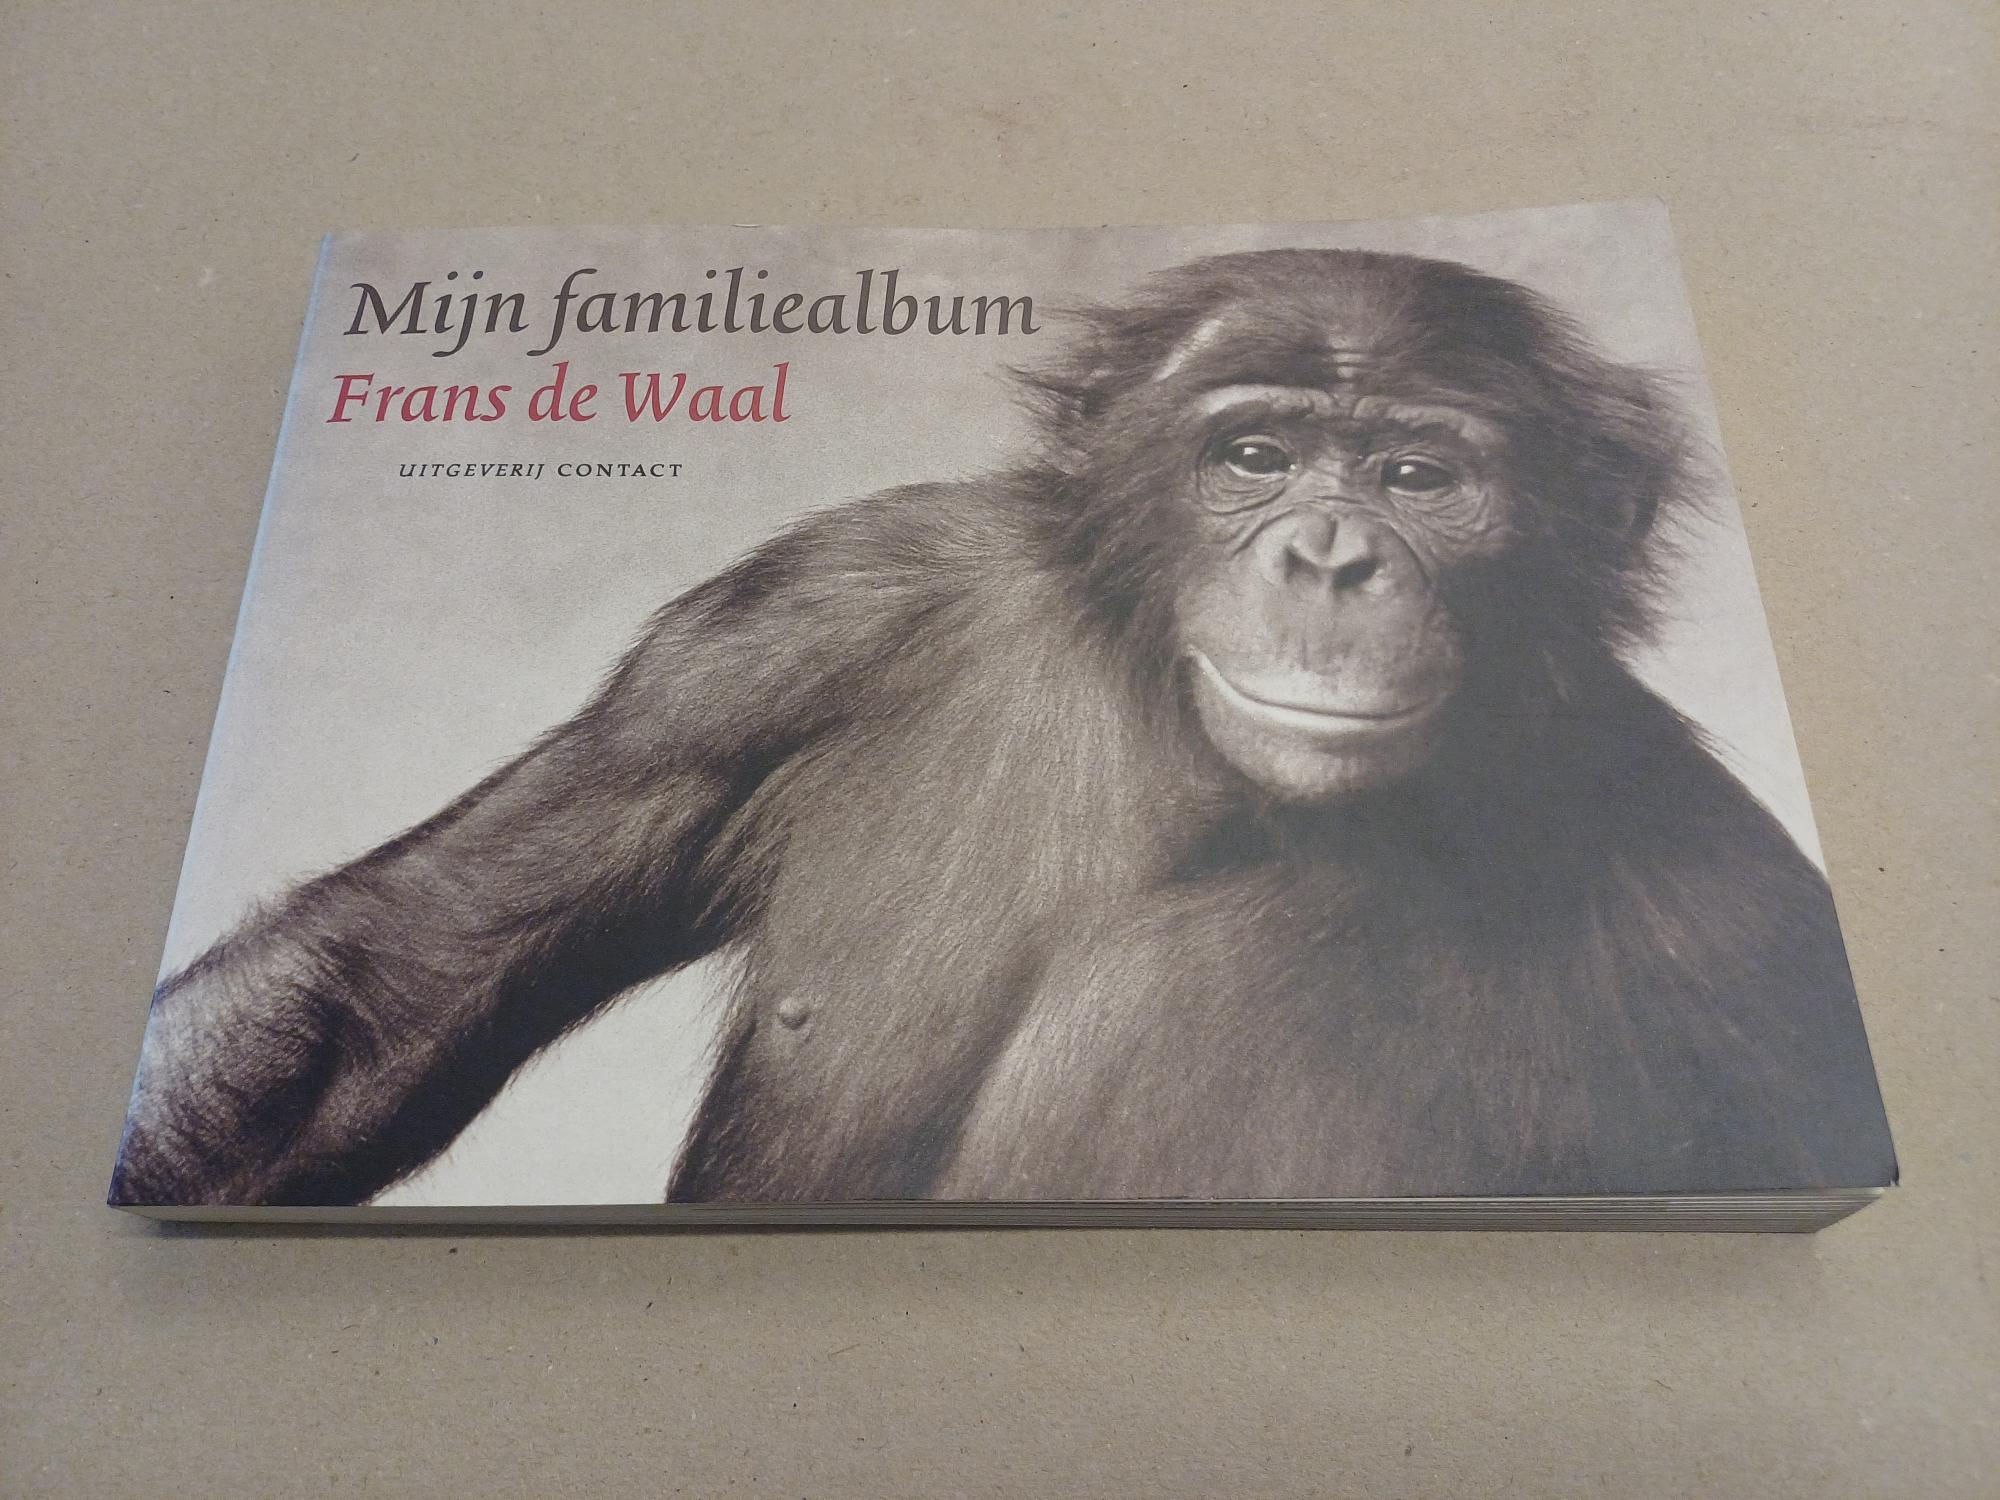 Mijn familiealbum
Frans de Waal
UITGEVERIJ CONTACT